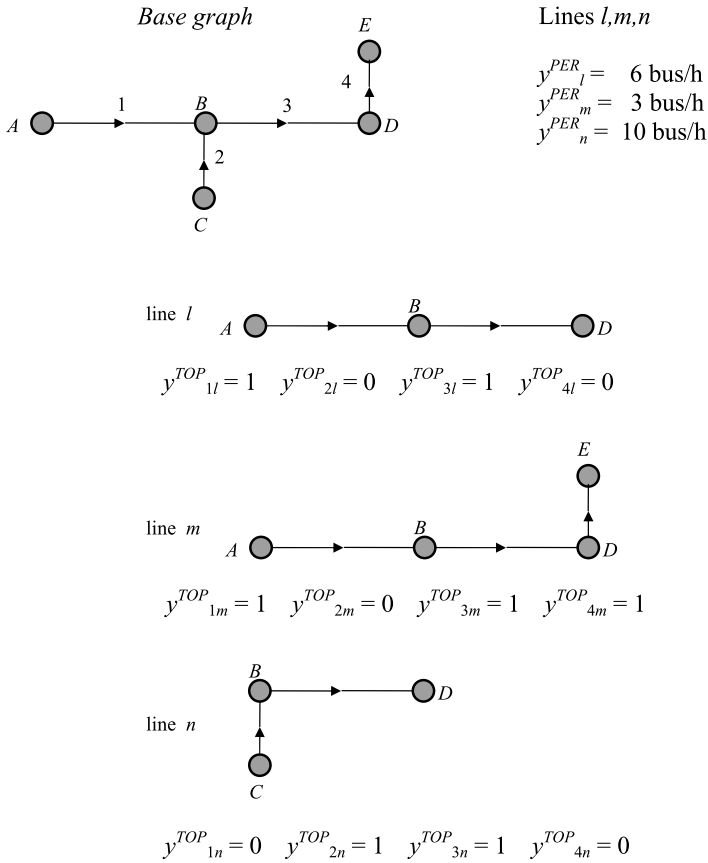 Base graph
Lines l,m,n
E
y^PER_l = 6 bus/h
y^PER_m = 3 bus/h
y^PER_n = 10 bus/h
4
1
B
3
A
D
2
C
line l
B
A
D
y^TOP_1l = 1 y^TOP_2l = 0 y^TOP_3l = 1 y^TOP_4l = 0
E
line m
B
A
D
y^TOP_1m = 1 y^TOP_2m = 0 y^TOP_3m = 1 y^TOP_4m = 1
B
D
line n
C
y^TOP_1n = 0 y^TOP_2n = 1 y^TOP_3n = 1 y^TOP_4n = 0